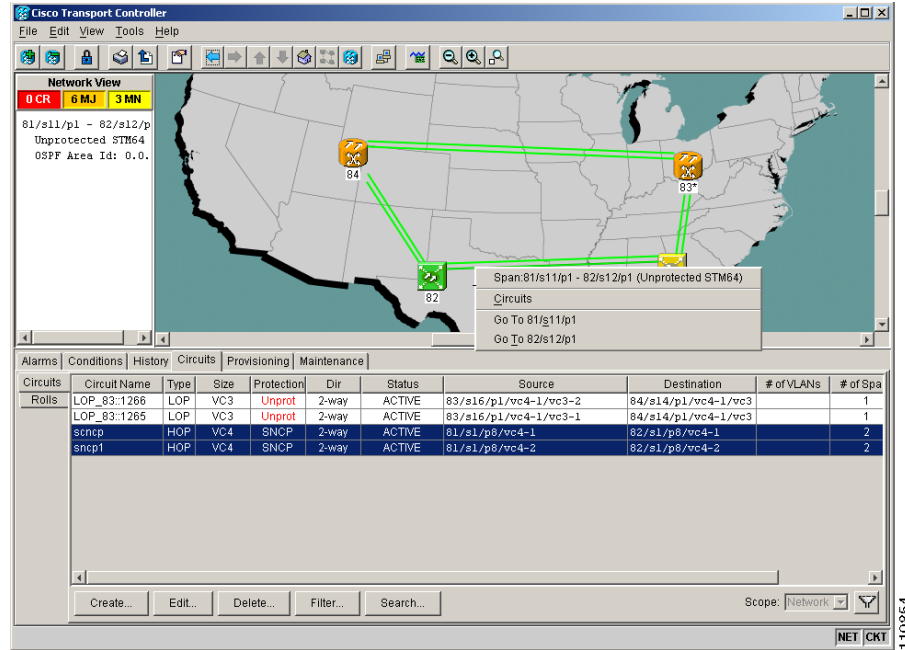 Cisco Transport Controller
File Edit View Tools Help
Network View
0 CR 6 MJ 3 MN
81/s11/p1 - 82/s12/p
Unprotected STM64
OSPF Area Id: 0.0.
84
83*
82
Span:81/s11/p1 - 82/s12/p1 (Unprotected STM64)
Circuits
Go To 81/s11/p1
Go To 82/s12/p1
Alarms Conditions History Circuits Provisioning Maintenance
Circuits
Rolls
Circuit Name Type Size Protection Dir Status Source Destination # of VLANs # of Spa
LOP_83::1266 LOP VC3 Unprot 2-way ACTIVE 83/s16/p1/vc4-1/vc3-2 84/s14/p1/vc4-1/vc3 1
LOP_83::1265 LOP VC3 Unprot 2-way ACTIVE 83/s16/p1/vc4-1/vc3-1 84/s14/p1/vc4-1/vc3 1
scncp HOP VC4 SNCP 2-way ACTIVE 81/s1/p8/vc4-1 82/s1/p8/vc4-1 2
sncp1 HOP VC4 SNCP 2-way ACTIVE 81/s1/p8/vc4-2 82/s1/p8/vc4-2 2
Create... Edit... Delete... Filter... Search... Scope: Network
NET CKT
110854